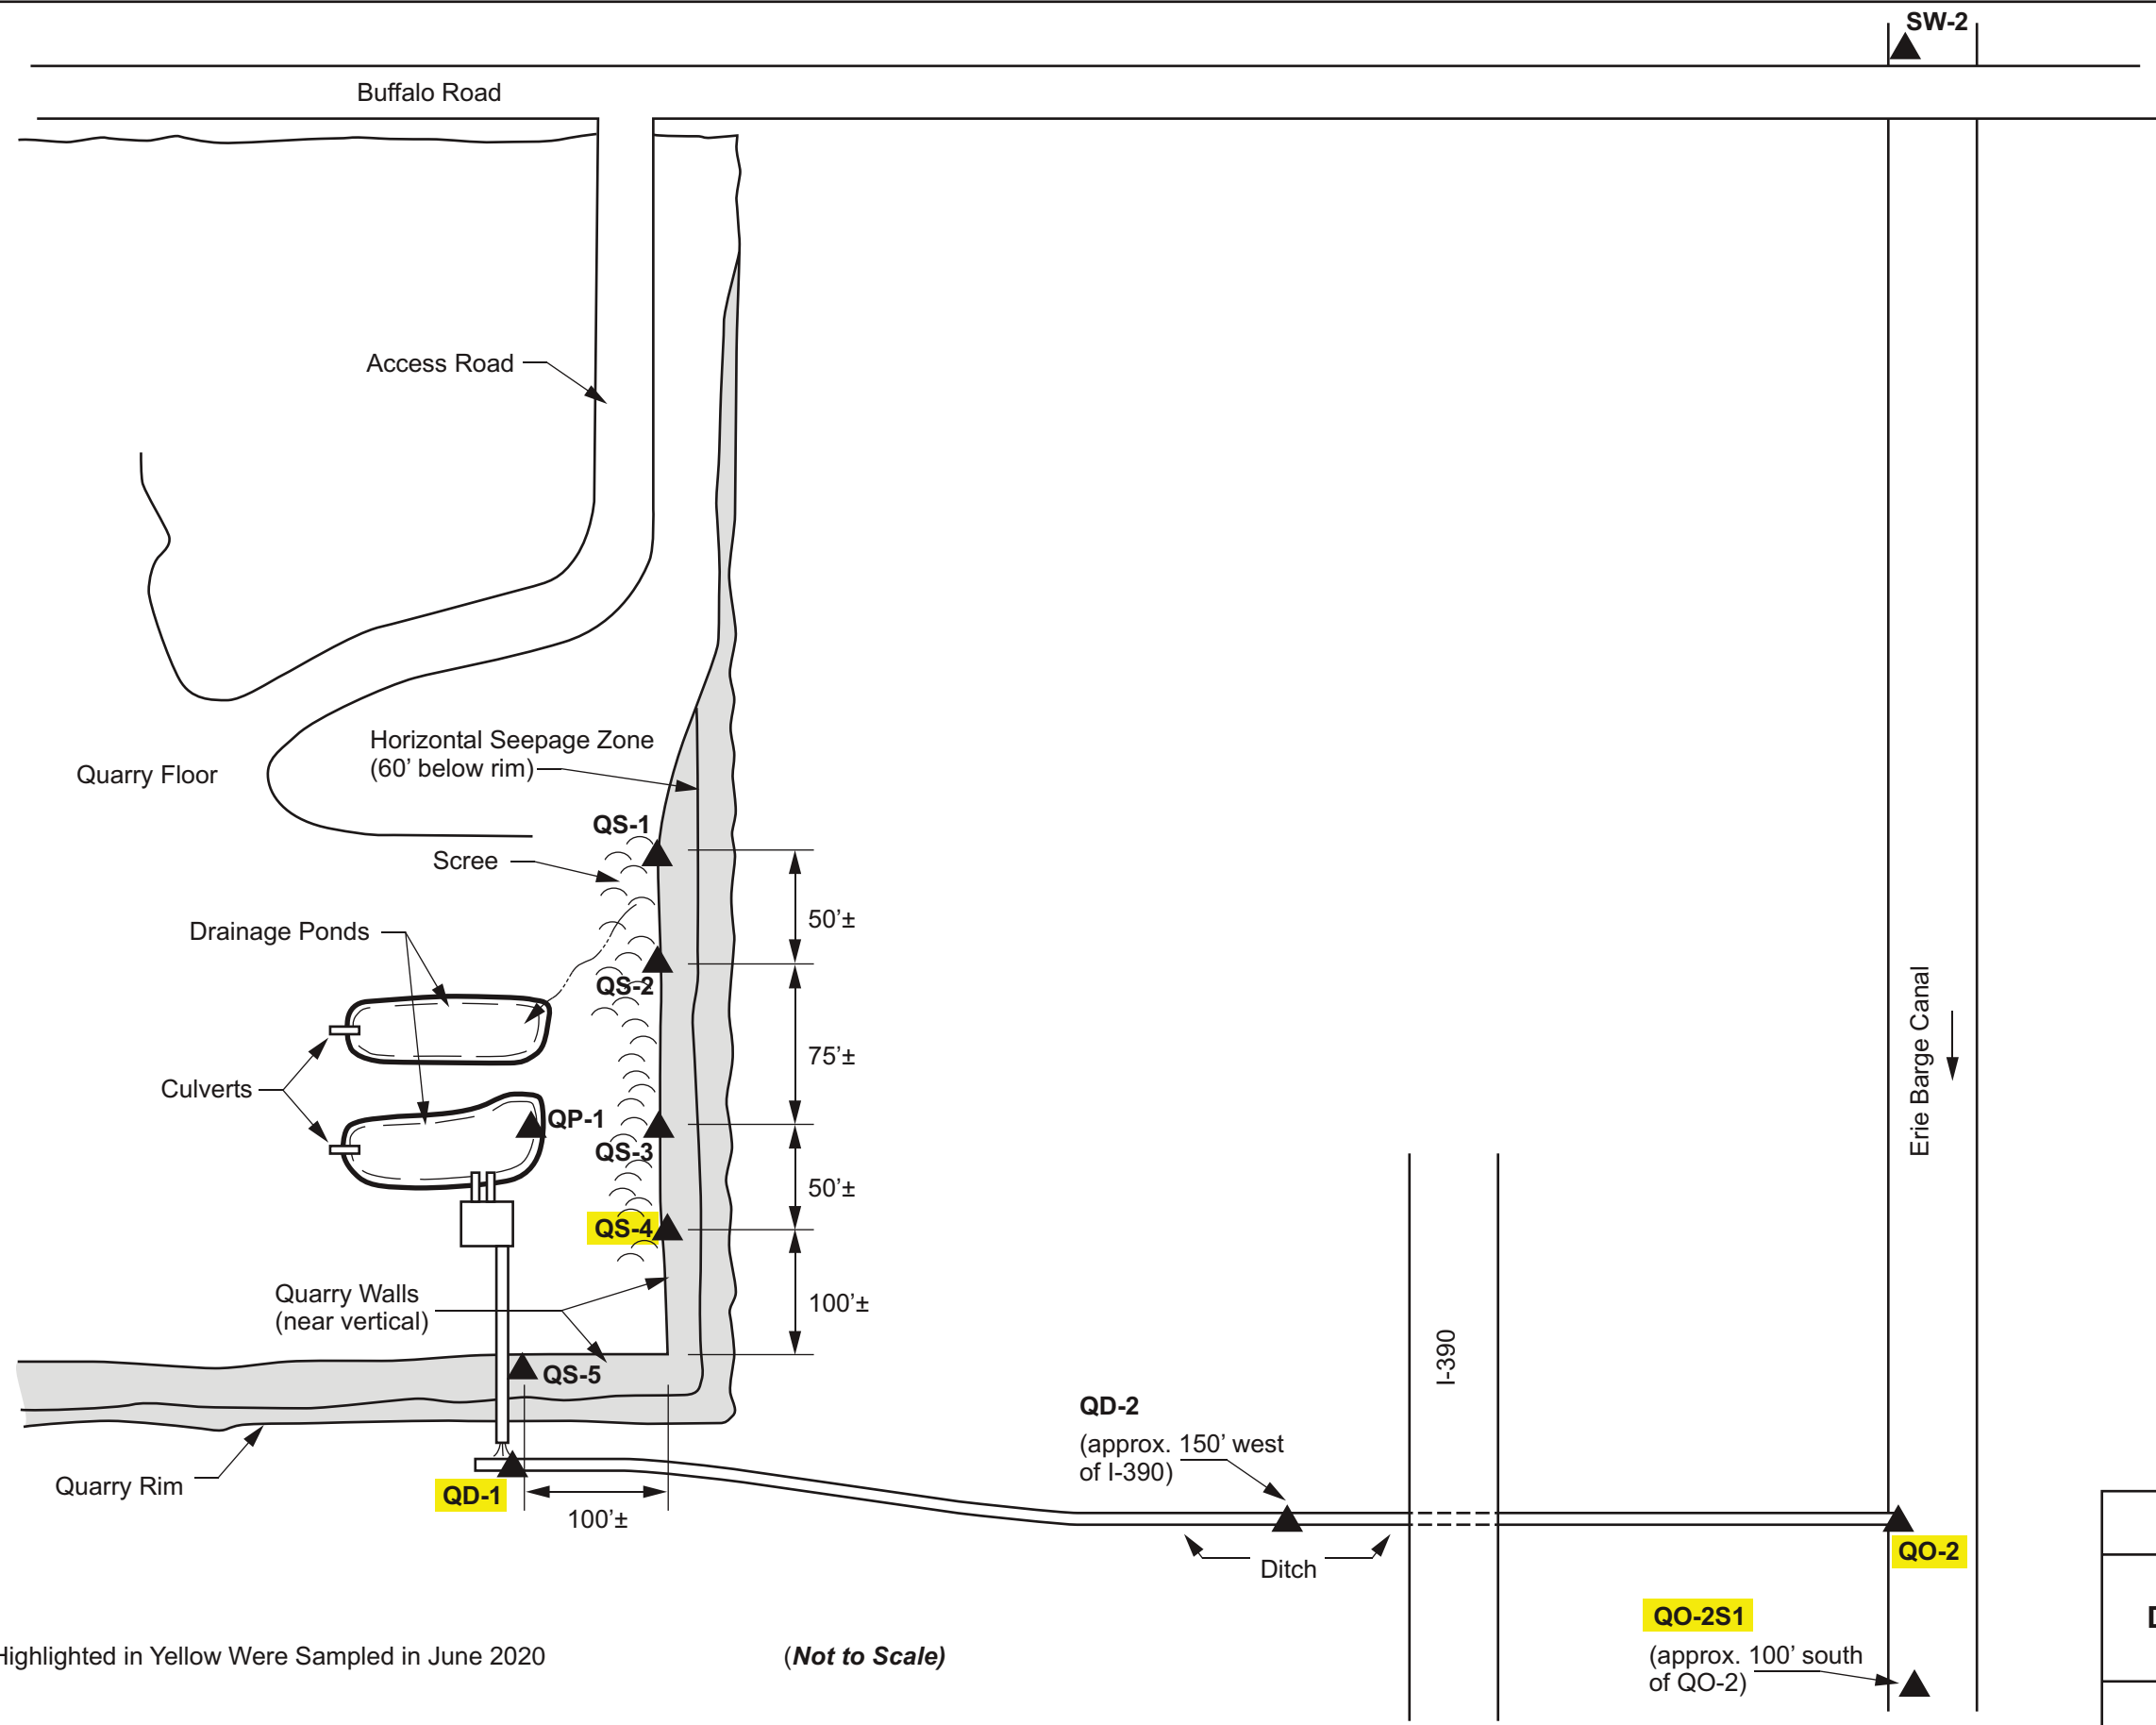 SW-2
Buffalo Road
Access Road
Horizontal Seepage Zone
(60’ below rim)
Quarry Floor
QS-1
Scree
50’±
Drainage Ponds
QS-2
Erie Barge Canal
75’±
Culverts
QP-1
QS-3
50’±
QS-4
Quarry Walls
(near vertical)
100’±
I-390
QS-5
QD-2
(approx. 150’ west
of I-390)
Quarry Rim
QD-1
100’±
Ditch
QO-2
QO-2S1
(approx. 100’ south
of QO-2)
Highlighted in Yellow Were Sampled in June 2020
(Not to Scale)